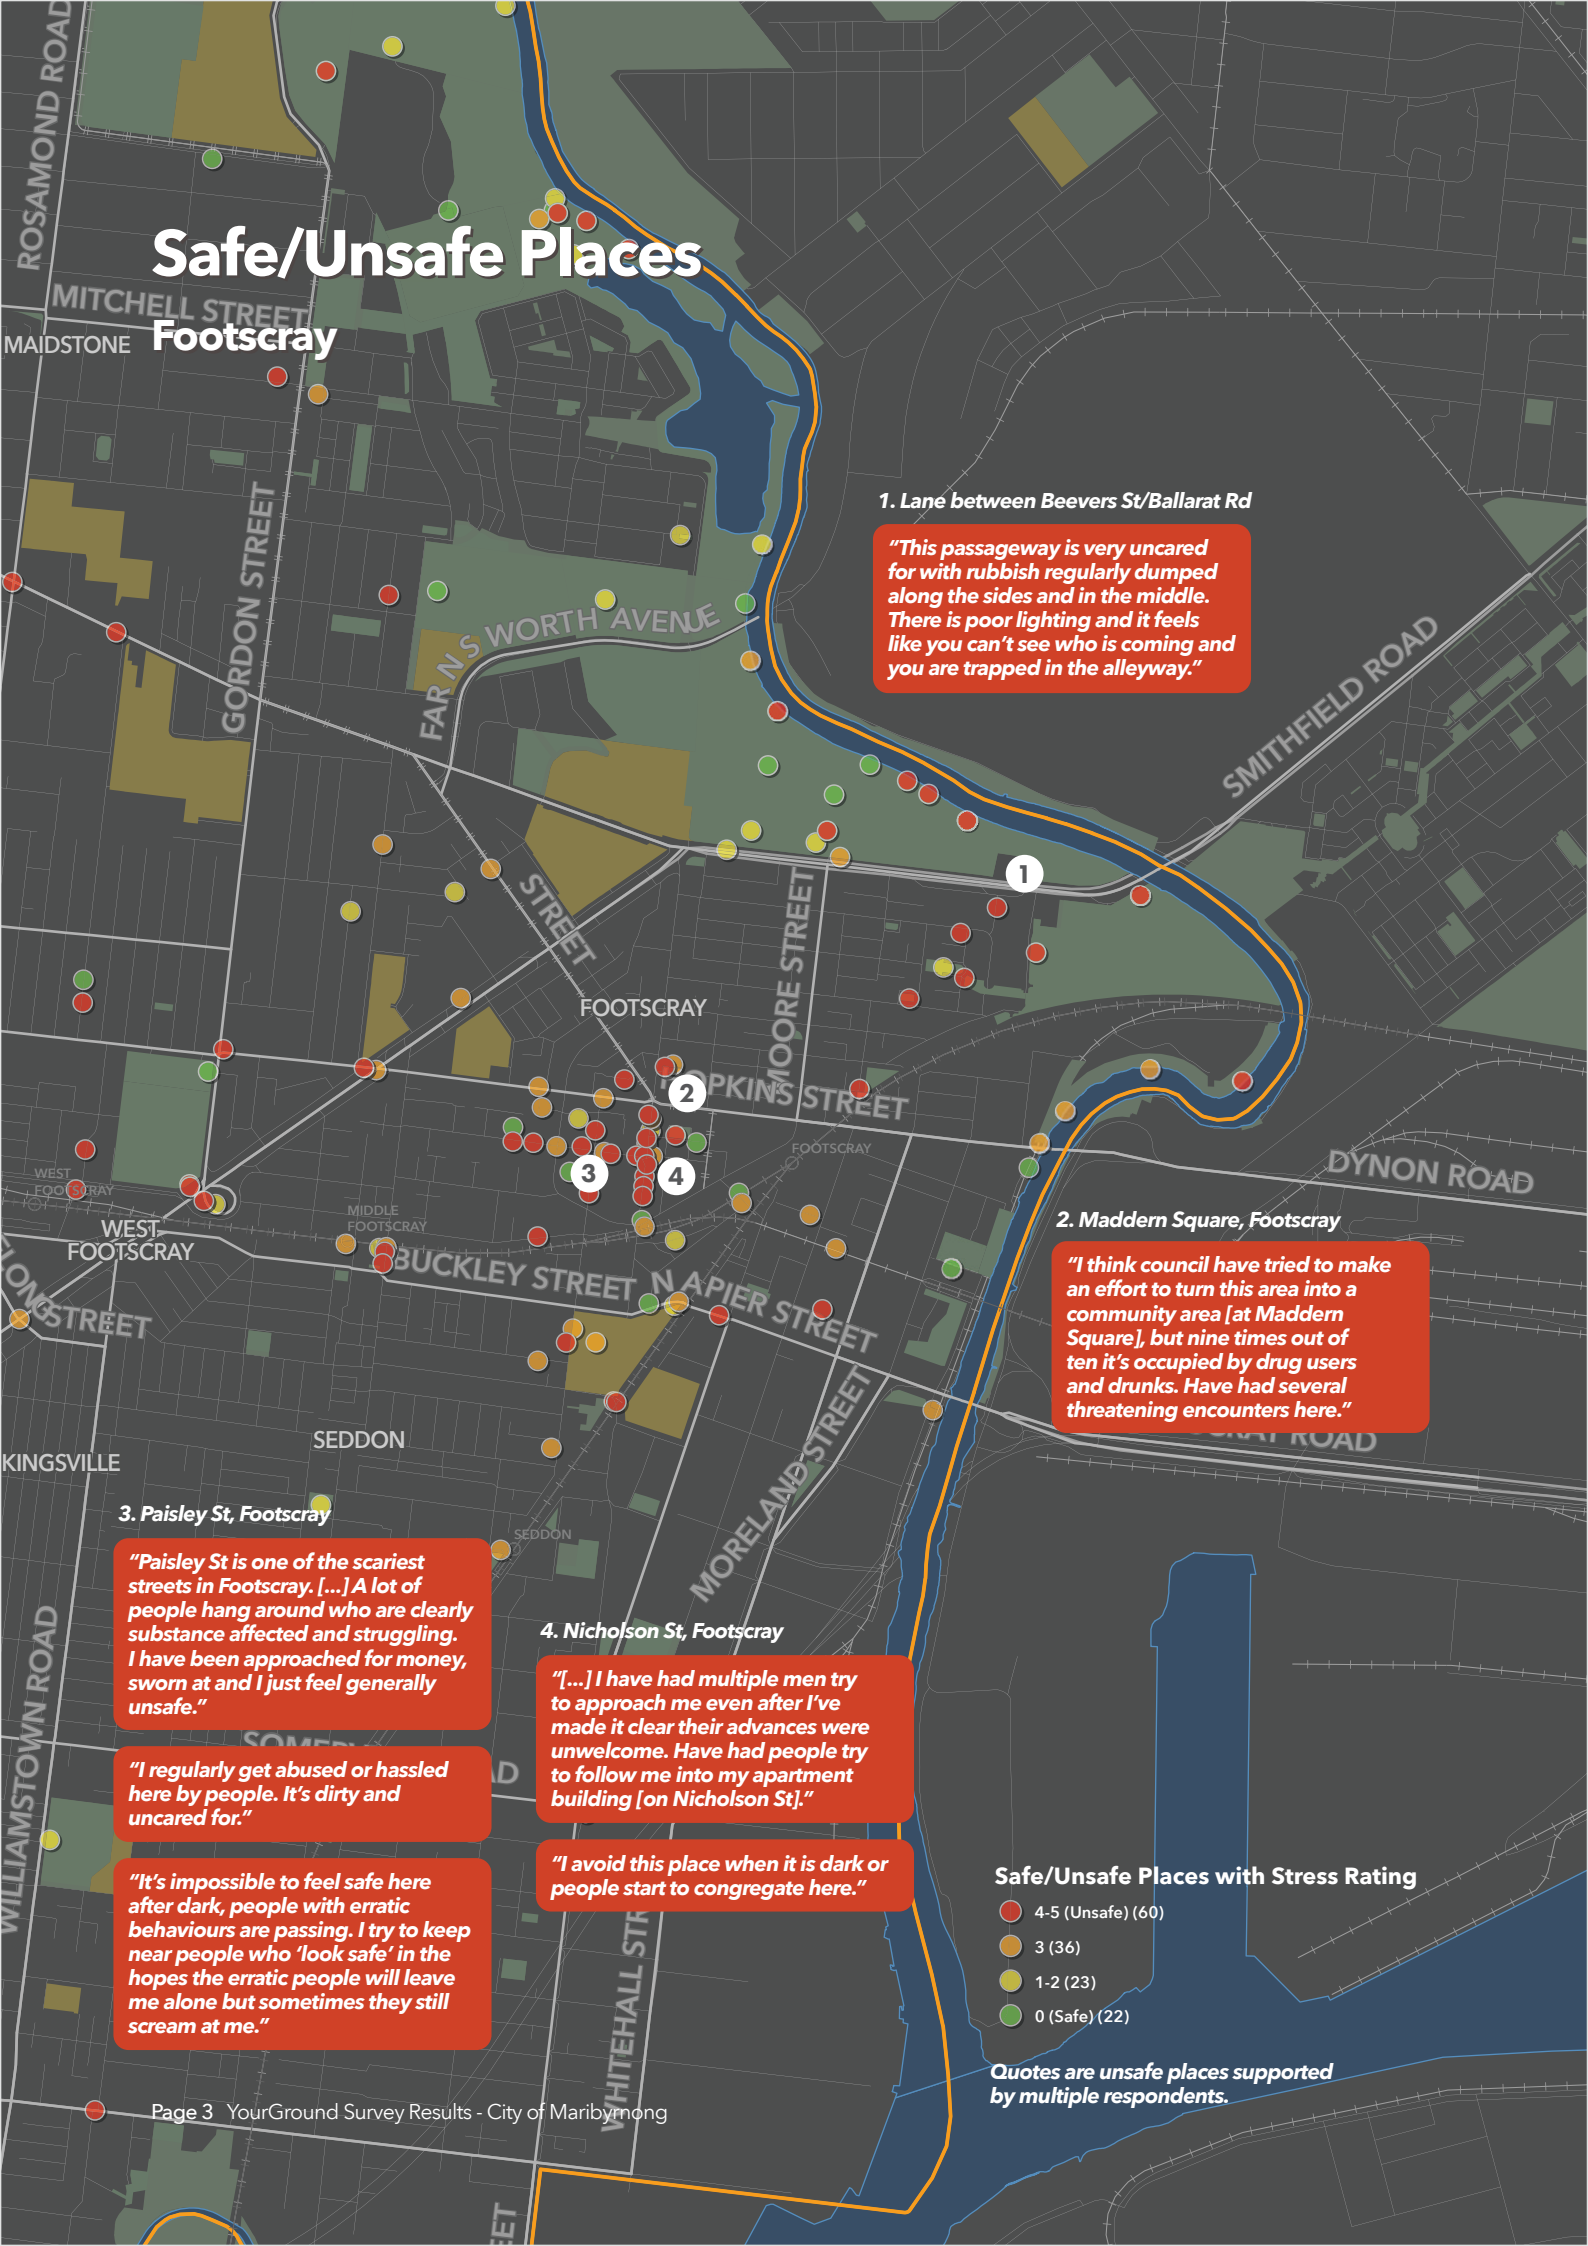 ROSAMOND ROAD
Safe/Unsafe Places
MITCHELL STREET
MAIDSTONE
Footscray
GORDON STREET
FARNSWORTH AVENUE
1. Lane between Beevers St/Ballarat Rd
“This passageway is very uncared
for with rubbish regularly dumped
along the sides and in the middle.
There is poor lighting and it feels
like you can’t see who is coming and
you are trapped in the alleyway.”
SMITHFIELD ROAD
1
STREET
MOORE STREET
FOOTSCRAY
2
HOPKINS STREET
FOOTSCRAY
3
4
WEST
FOOTSCRAY
DYNON ROAD
MIDDLE
FOOTSCRAY
WEST
FOOTSCRAY
2. Maddern Square, Footscray
“I think council have tried to make
an effort to turn this area into a
community area [at Maddern
Square], but nine times out of
ten it’s occupied by drug users
and drunks. Have had several
threatening encounters here.”
BUCKLEY STREET
NAPIER STREET
STREET
ROAD
MORELAND STREET
SEDDON
KINGSVILLE
SEDDON
3. Paisley St, Footscray
“Paisley St is one of the scariest
streets in Footscray. [...] A lot of
people hang around who are clearly
substance affected and struggling.
I have been approached for money,
sworn at and I just feel generally
unsafe.”
“I regularly get abused or hassled
here by people. It’s dirty and
uncared for.”
“It’s impossible to feel safe here
after dark, people with erratic
behaviours are passing. I try to keep
near people who ‘look safe’ in the
hopes the erratic people will leave
me alone but sometimes they still
scream at me.”
4. Nicholson St, Footscray
“[...] I have had multiple men try
to approach me even after I’ve
made it clear their advances were
unwelcome. Have had people try
to follow me into my apartment
building [on Nicholson St].”
“I avoid this place when it is dark or
people start to congregate here.”
WILLIAMSTOWN ROAD
WHITEHALL STR
Safe/Unsafe Places with Stress Rating
4-5 (Unsafe) (60)
3 (36)
1-2 (23)
0 (Safe) (22)
Quotes are unsafe places supported
by multiple respondents.
Page 3 YourGround Survey Results - City of Maribyrnong
EET